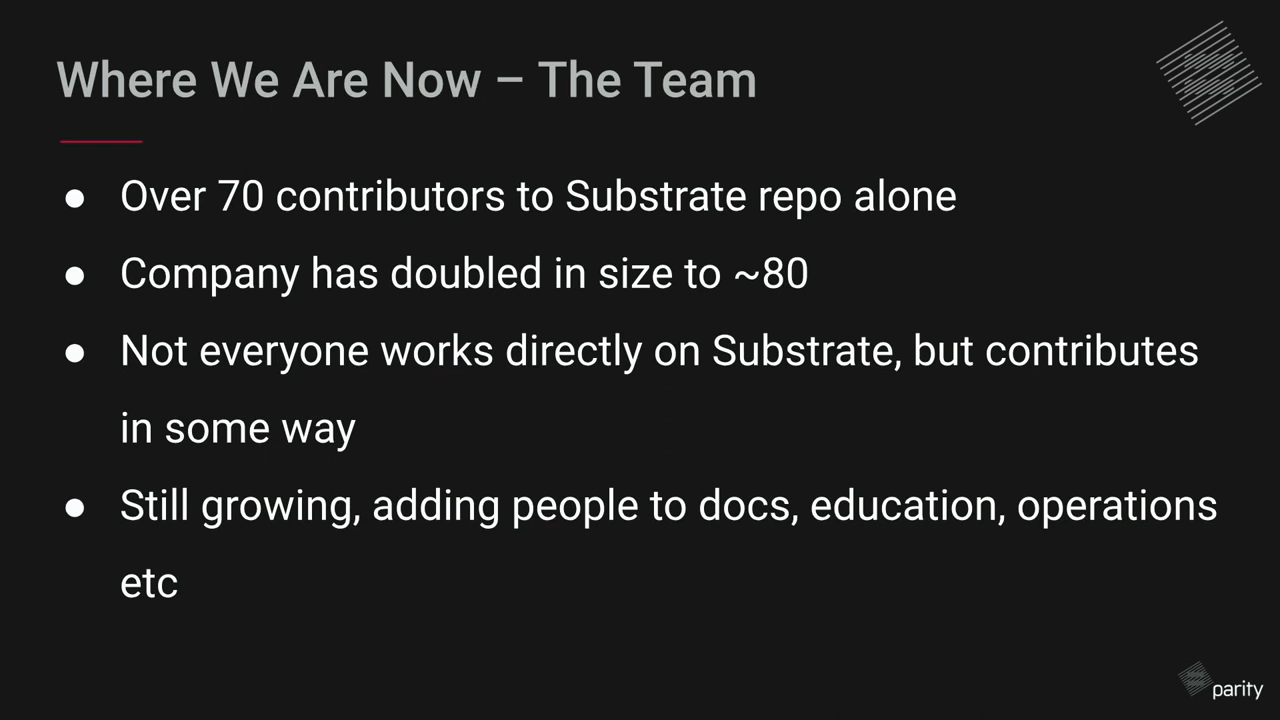 Where We Are Now – The Team
● Over 70 contributors to Substrate repo alone
● Company has doubled in size to ~80
● Not everyone works directly on Substrate, but contributes
in some way
● Still growing, adding people to docs, education, operations
etc
parity